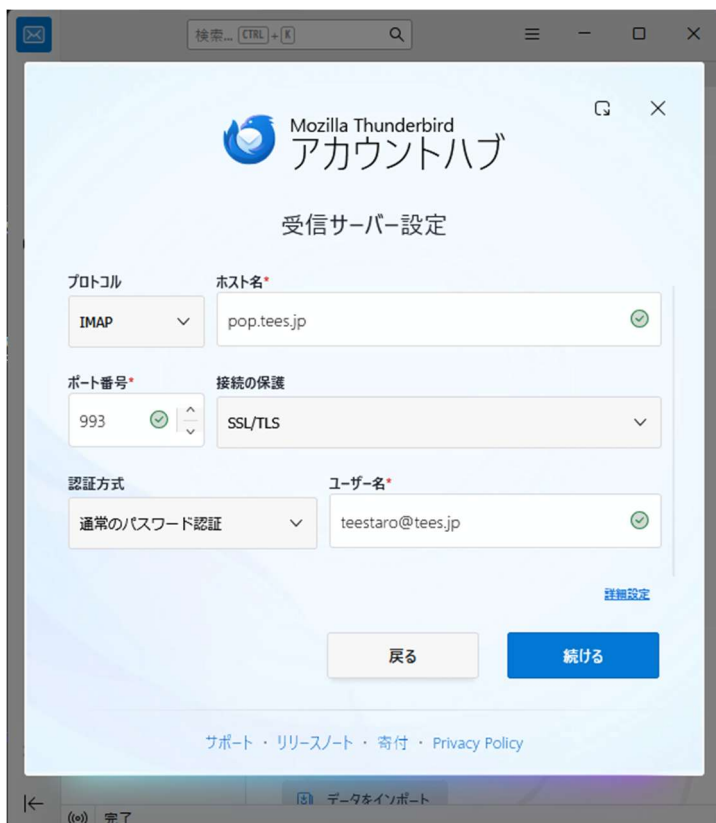 検索... CTRL + K
Mozilla Thunderbird
アカウントハブ
受信サーバー設定
プロトコル ホスト名*
IMAP pop.tees.jp
ポート番号* 接続の保護
993 SSL/TLS
認証方式 ユーザー名*
通常のパスワード認証 teestaro@tees.jp
詳細設定
戻る 続ける
サポート ・ リリースノート ・ 寄付 ・ Privacy Policy
データをインポート
完了